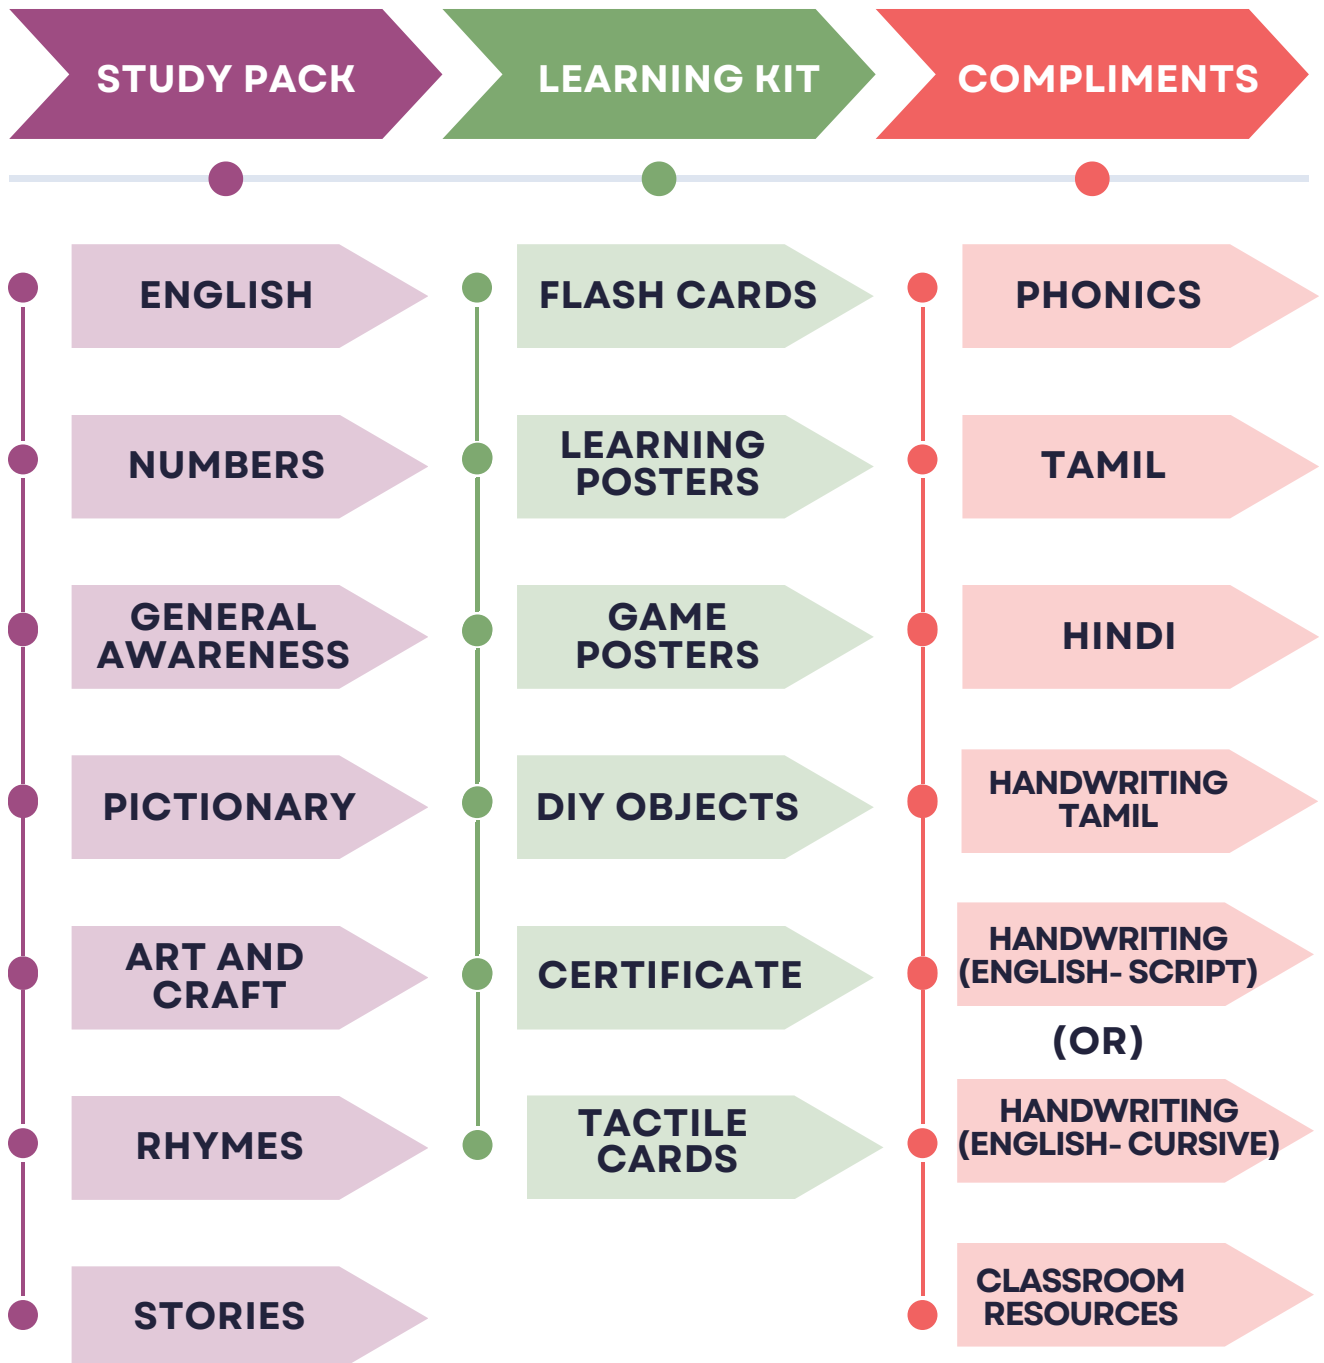 STUDY PACK
LEARNING KIT
COMPLIMENTS
ENGLISH
NUMBERS
GENERAL
AWARENESS
PICTIONARY
ART AND
CRAFT
RHYMES
STORIES
FLASH CARDS
LEARNING
POSTERS
GAME
POSTERS
DIY OBJECTS
CERTIFICATE
TACTILE
CARDS
PHONICS
TAMIL
HINDI
HANDWRITING
TAMIL
HANDWRITING
(ENGLISH- SCRIPT)
(OR)
HANDWRITING
(ENGLISH- CURSIVE)
CLASSROOM
RESOURCES